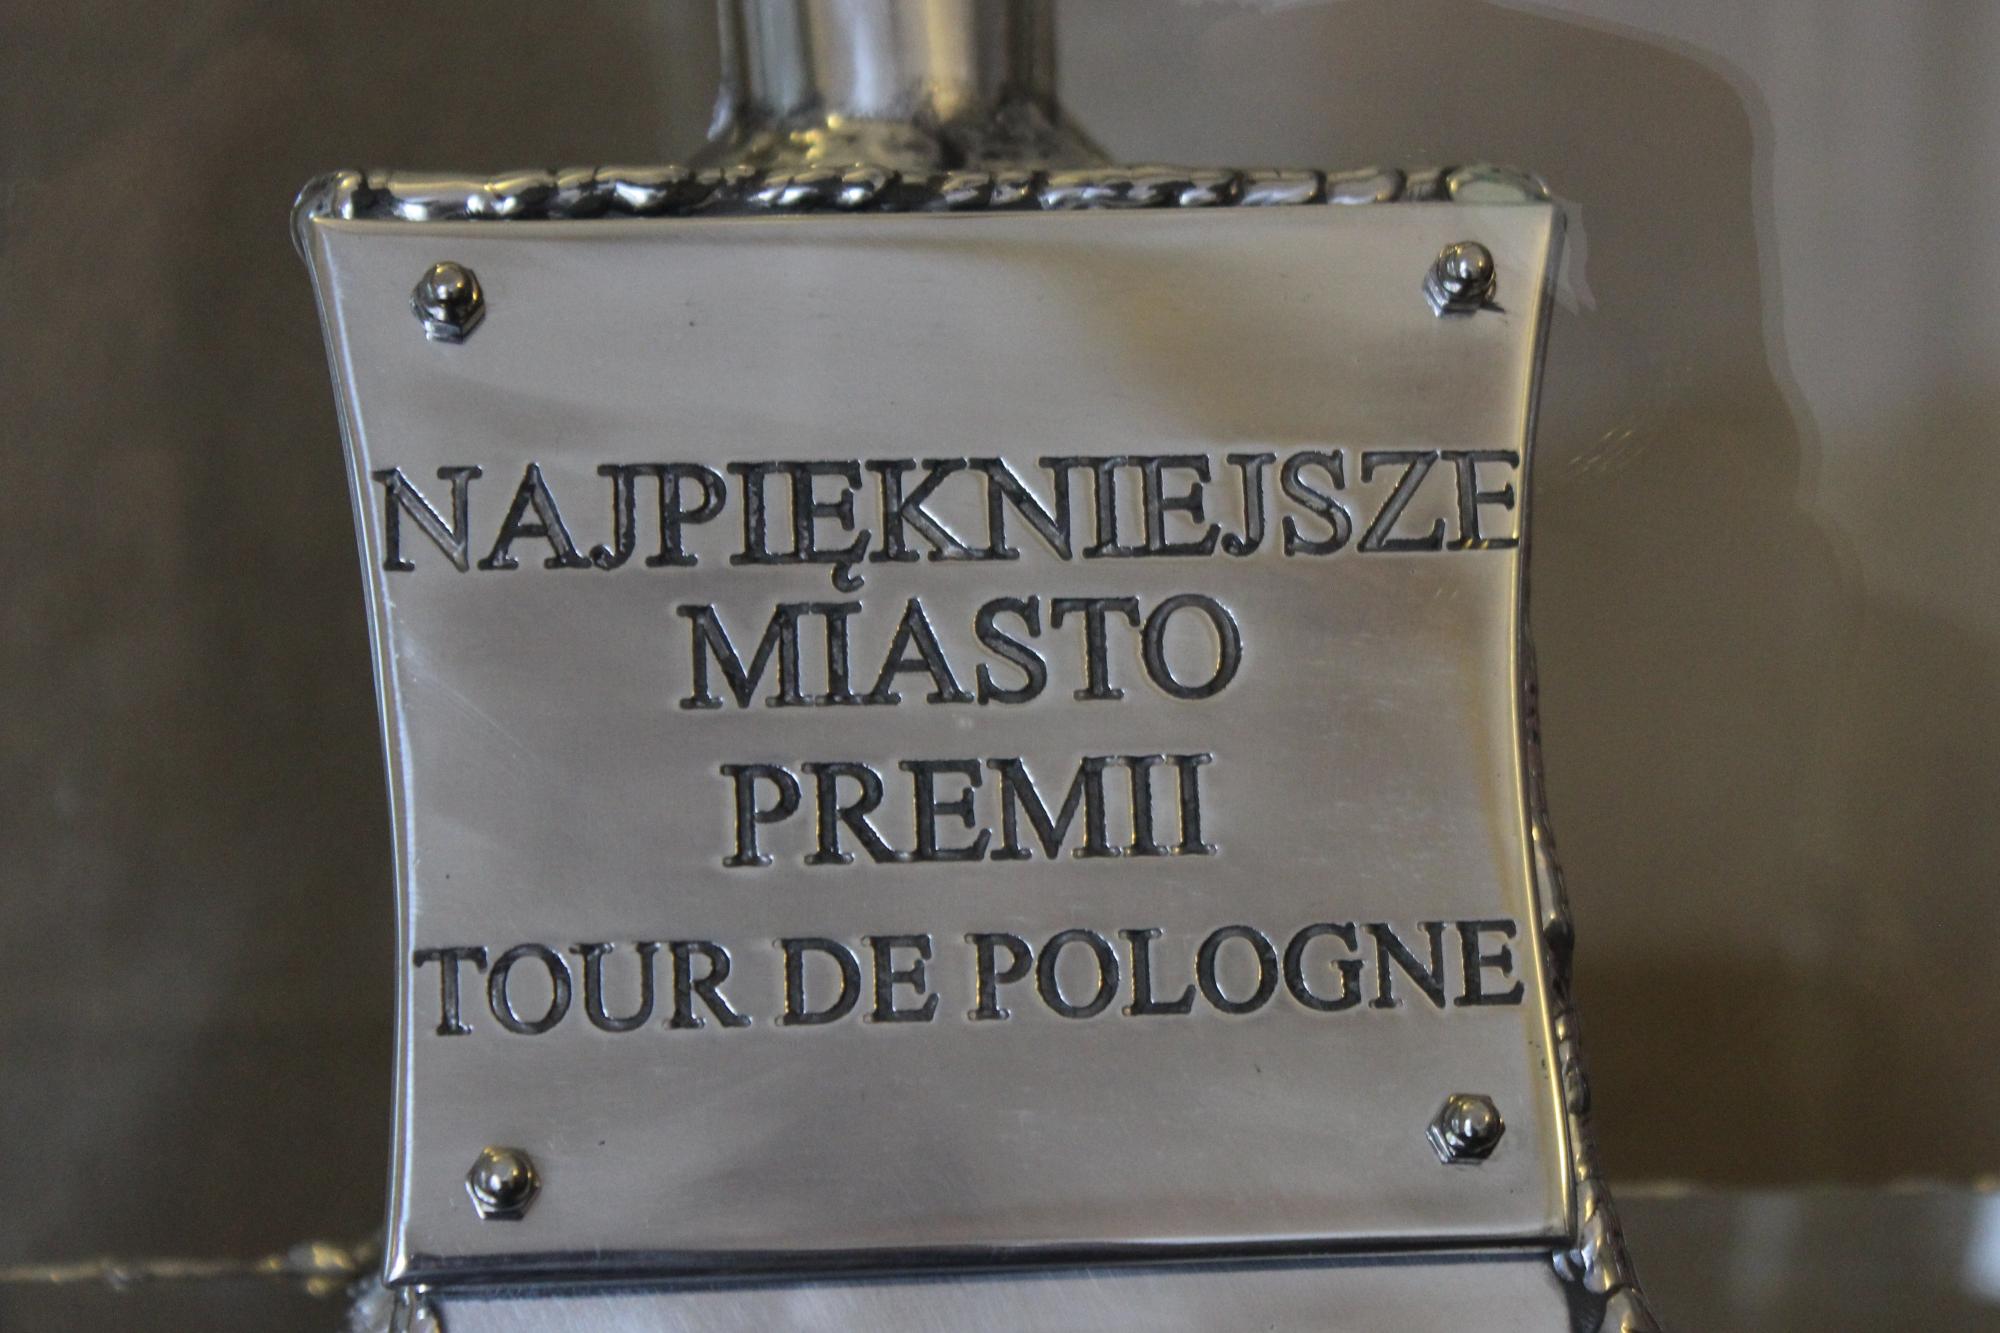 NAJPIĘKNIEJSZE
MIASTO
PREMII
TOUR DE POLOGNE